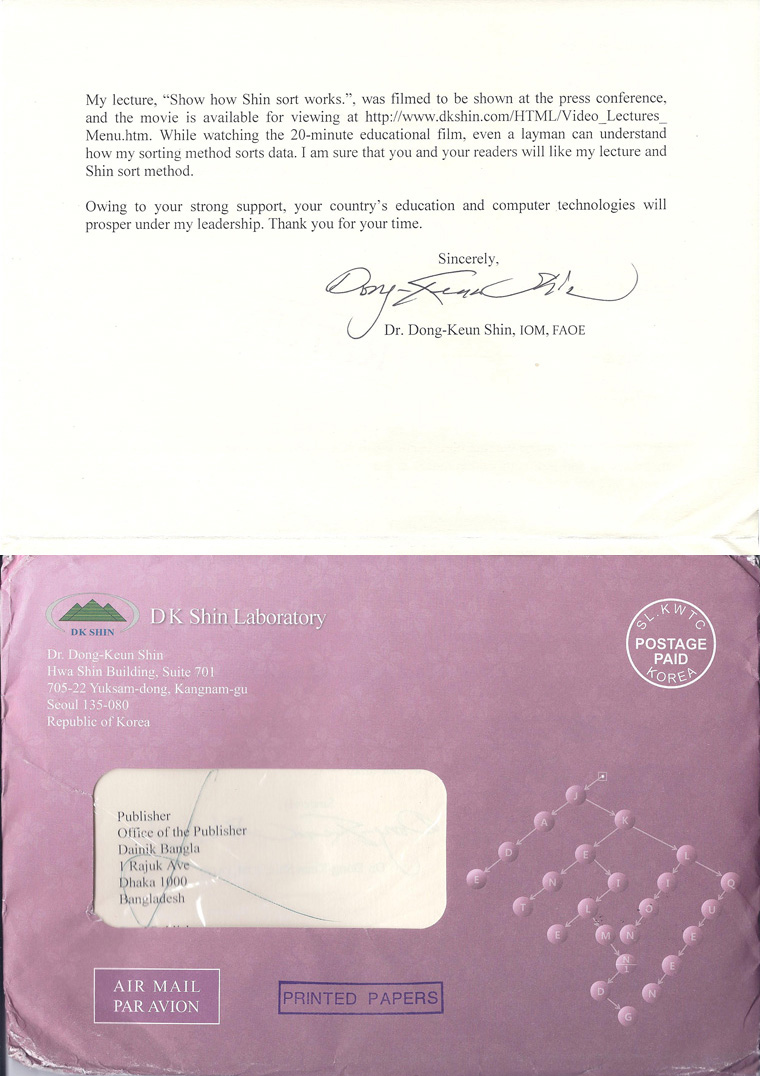 My lecture, “Show how Shin sort works.”, was filmed to be shown at the press conference,
and the movie is available for viewing at http://www.dkshin.com/HTML/Video_Lectures_
Menu.htm. While watching the 20-minute educational film, even a layman can understand
how my sorting method sorts data. I am sure that you and your readers will like my lecture and
Shin sort method.
Owing to your strong support, your country’s education and computer technologies will
prosper under my leadership. Thank you for your time.
Sincerely,
Dong-Keun Shin
Dr. Dong-Keun Shin, IOM, FAOE
DK SHIN
DK Shin Laboratory
Dr. Dong-Keun Shin
Hwa Shin Building, Suite 701
705-22 Yuksam-dong, Kangnam-gu
Seoul 135-080
Republic of Korea
SL.KWTC
POSTAGE
PAID
KOREA
Publisher
Office of the Publisher
Dainik Bangla
1 Rajuk Ave
Dhaka 1000
Bangladesh
J
A K
D E L
E N I I Q
T O U
E M N E
E
D N
G
AIR MAIL
PAR AVION
PRINTED PAPERS